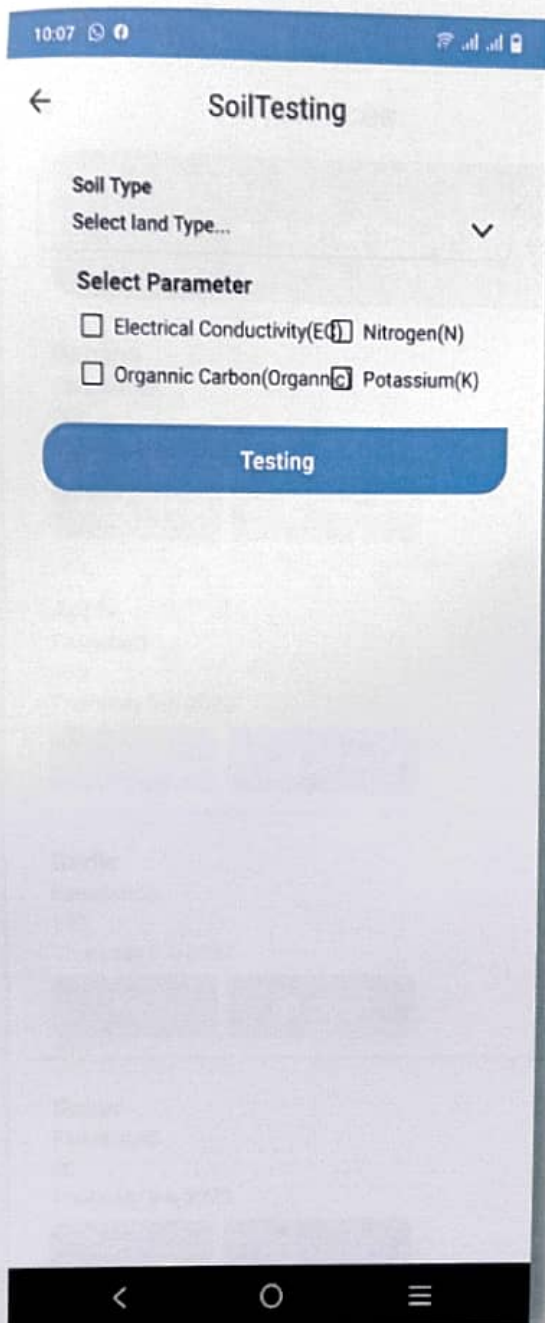 10:07
SoilTesting
Soil Type
Select land Type...
Select Parameter
Electrical Conductivity(EC) Nitrogen(N)
Organnic Carbon(Organnic) Potassium(K)
Testing